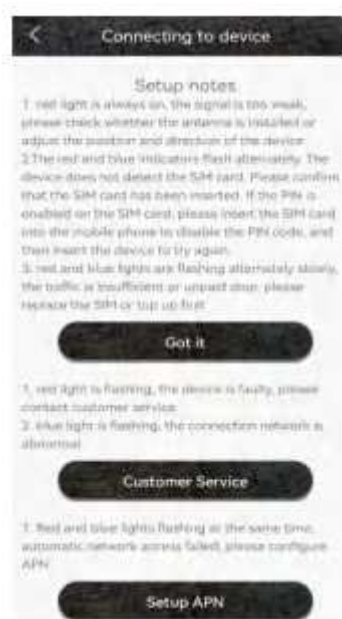 Connecting to device
Setup notes
1. red light is always on, the signal is too weak,
please check whether the antenna is installed or
adjust the position and direction of the device
2.The red and blue indicators flash alternately. The
device does not detect the SIM card. Please confirm
that the SIM card has been inserted. If the PIN is
enabled on the SIM card, please insert the SIM card
into the mobile phone to disable the PIN code, and
then insert the device to try again.
3. red and blue lights are flashing alternately slowly,
the traffic is insufficient or unpaid dour, please
replace the SIM or top up first
Got it
1. red light is flashing, the device is faulty, please
contact customer service
2. blue light is flashing, the connection network is
abnormal
Customer Service
1. Red and blue lights flashing at the same time,
automatic network access failed, please configure
APN
Setup APN